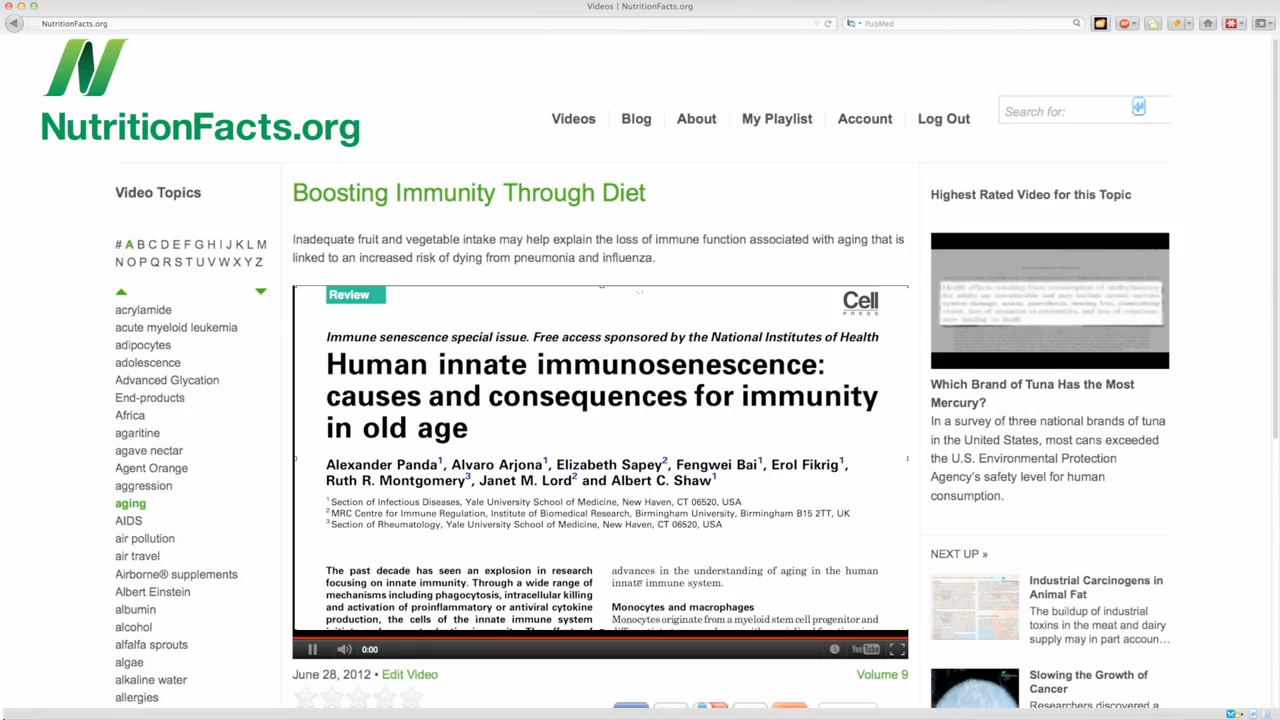 Videos | NutritionFacts.org
NutritionFacts.org
PubMed
NutritionFacts.org
Videos Blog About My Playlist Account Log Out
Search for:
Video Topics
# A B C D E F G H I J K L M
N O P Q R S T U V W X Y Z
acrylamide
acute myeloid leukemia
adipocytes
adolescence
Advanced Glycation
End-products
Africa
agaritine
agave nectar
Agent Orange
aggression
aging
AIDS
air pollution
air travel
Airborne® supplements
Albert Einstein
albumin
alcohol
alfalfa sprouts
algae
alkaline water
allergies
Boosting Immunity Through Diet
Inadequate fruit and vegetable intake may help explain the loss of immune function associated with aging that is
linked to an increased risk of dying from pneumonia and influenza.
Review
Cell
PRESS
Immune senescence special issue. Free access sponsored by the National Institutes of Health
Human innate immunosenescence:
causes and consequences for immunity
in old age
Alexander Panda1, Alvaro Arjona1, Elizabeth Sapey2, Fengwei Bai1, Erol Fikrig1,
Ruth R. Montgomery3, Janet M. Lord2 and Albert C. Shaw1
1 Section of Infectious Diseases, Yale University School of Medicine, New Haven, CT 06520, USA
2 MRC Centre for Immune Regulation, Institute of Biomedical Research, Birmingham University, Birmingham B15 2TT, UK
3 Section of Rheumatology, Yale University School of Medicine, New Haven, CT 06520, USA
The past decade has seen an explosion in research
focusing on innate immunity. Through a wide range of
mechanisms including phagocytosis, intracellular killing
and activation of proinflammatory or antiviral cytokine
production, the cells of the innate immune system
advances in the understanding of aging in the human
innate immune system.
Monocytes and macrophages
Monocytes originate from a myeloid stem cell progenitor and
0:00
YouTube
June 28, 2012 • Edit Video
Volume 9
Highest Rated Video for this Topic
Which Brand of Tuna Has the Most
Mercury?
In a survey of three national brands of tuna
in the United States, most cans exceeded
the U.S. Environmental Protection
Agency's safety level for human
consumption.
NEXT UP »
Industrial Carcinogens in
Animal Fat
The buildup of industrial
toxins in the meat and dairy
supply may in part accoun...
Slowing the Growth of
Cancer
Researchers discovered a